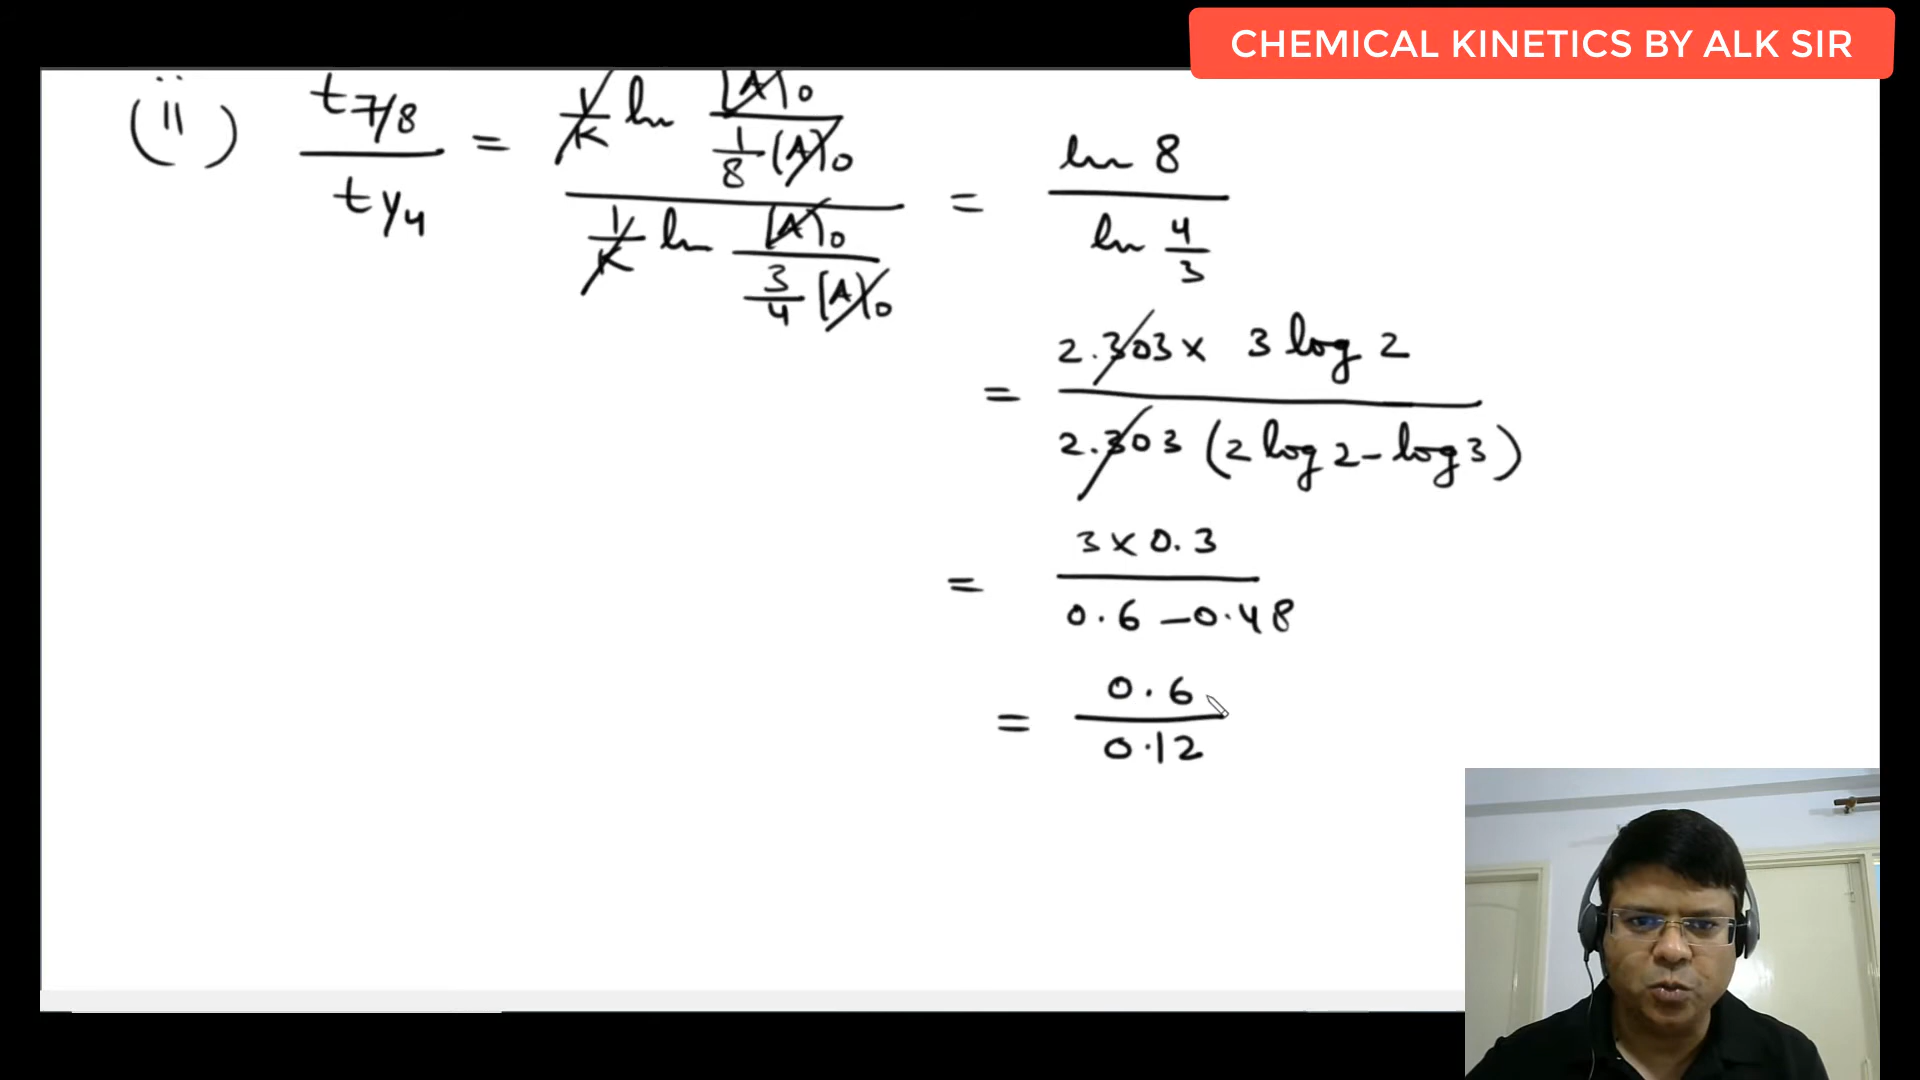 CHEMICAL KINETICS BY ALK SIR
(ii) t7/8 / t1/4 = 1/K ln [A]0 / 1/8 [A]0 / 1/K ln [A]0 / 3/4 [A]0 = ln 8 / ln 4/3
= 2.303 x 3 log 2 / 2.303 (2 log 2 - log 3)
= 3 x 0.3 / 0.6 - 0.48
= 0.6 / 0.12